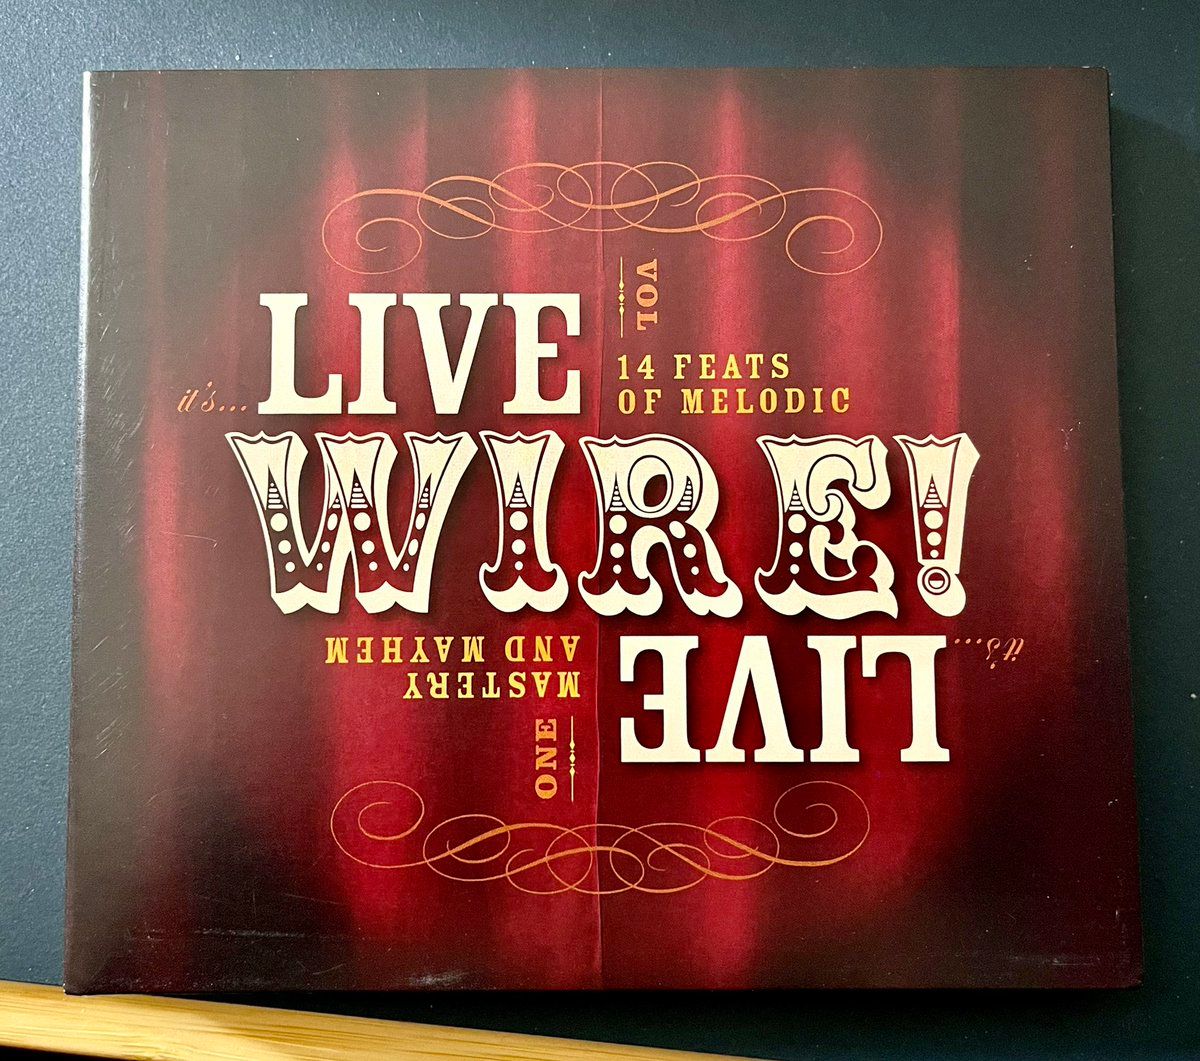 VOL
it's... LIVE
14 FEATS
OF MELODIC
WIRE!
it's... LIVE
MASTERY
AND MAYHEM
ONE